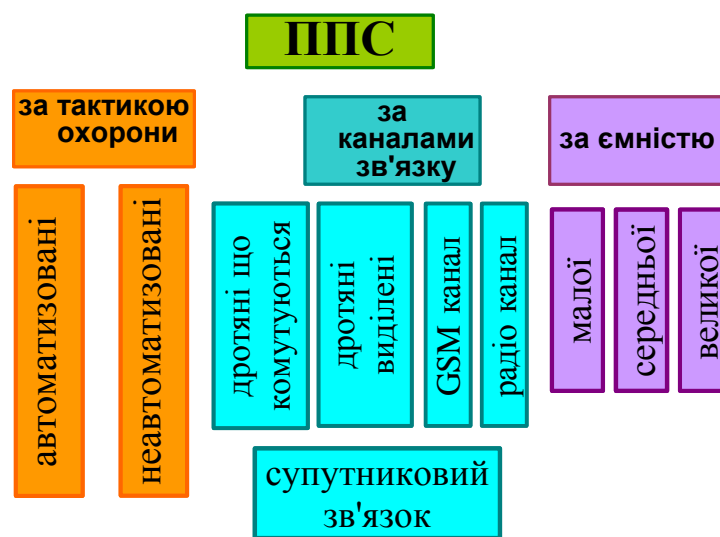 ППС
за тактикою
охорони
за
каналами
зв'язку
за ємністю
автоматизовані
неавтоматизовані
дротяні що
комутуються
дротяні
виділені
GSM канал
радіо канал
малої
середньої
великої
супутниковий
зв'язок